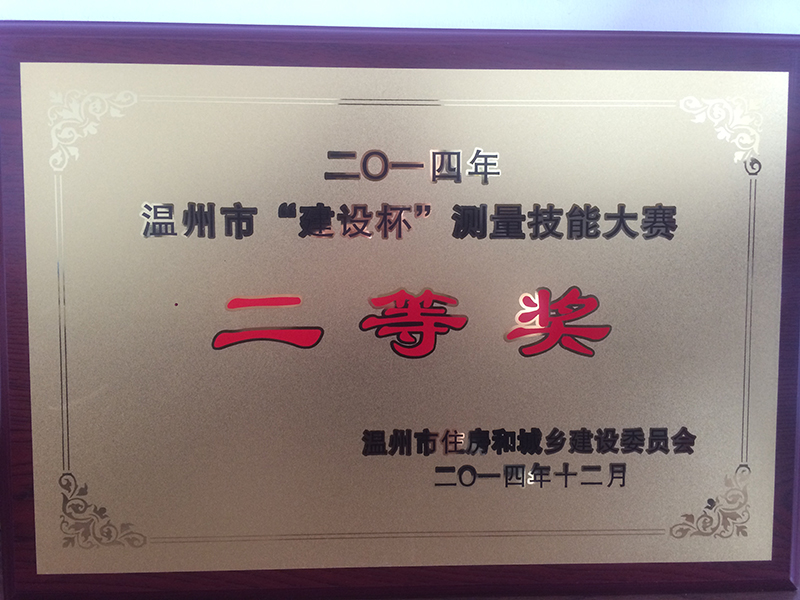 二〇一四年
温州市“建设杯”测量技能大赛
二等奖
温州市住房和城乡建设委员会
二〇一四年十二月